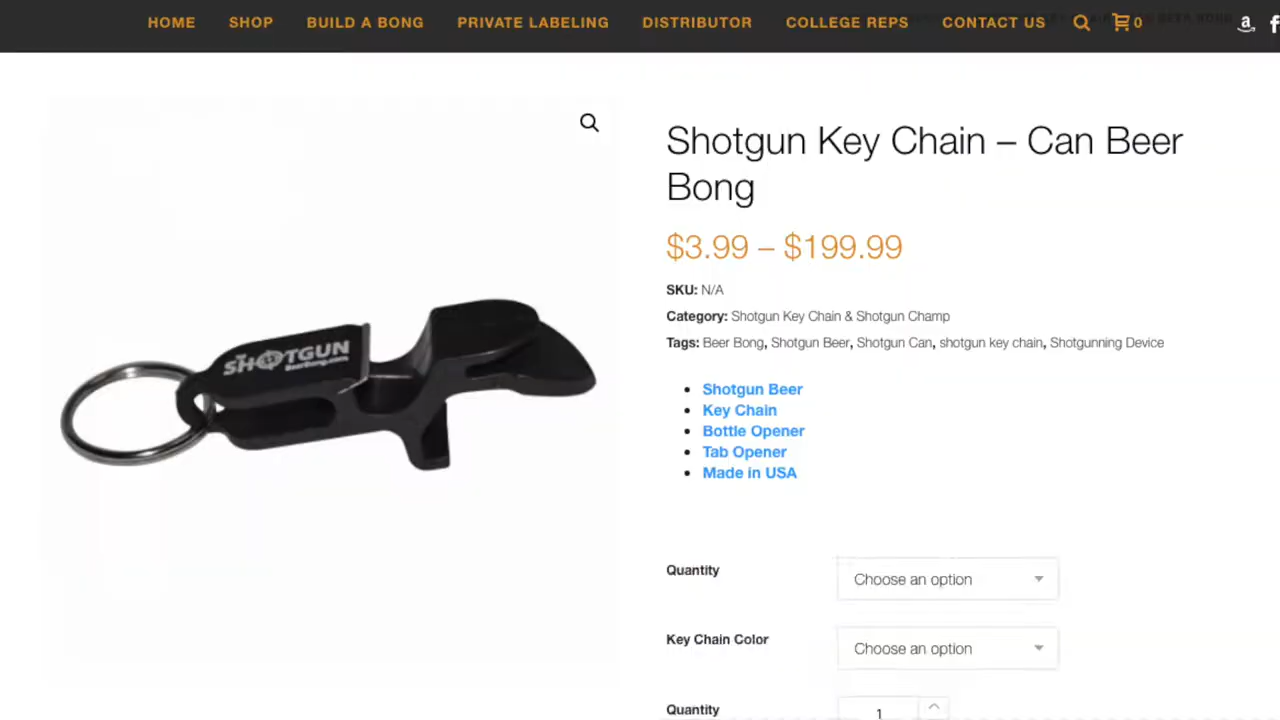 HOME SHOP BUILD A BONG PRIVATE LABELING DISTRIBUTOR COLLEGE REPS CONTACT US 0
Shotgun Key Chain – Can Beer
Bong
$3.99 – $199.99
SKU: N/A
Category: Shotgun Key Chain & Shotgun Champ
Tags: Beer Bong, Shotgun Beer, Shotgun Can, shotgun key chain, Shotgunning Device
Shotgun Beer
Key Chain
Bottle Opener
Tab Opener
Made in USA
THE
SHOTGUN
BeerBong.com
Quantity Choose an option
Key Chain Color Choose an option
Quantity 1